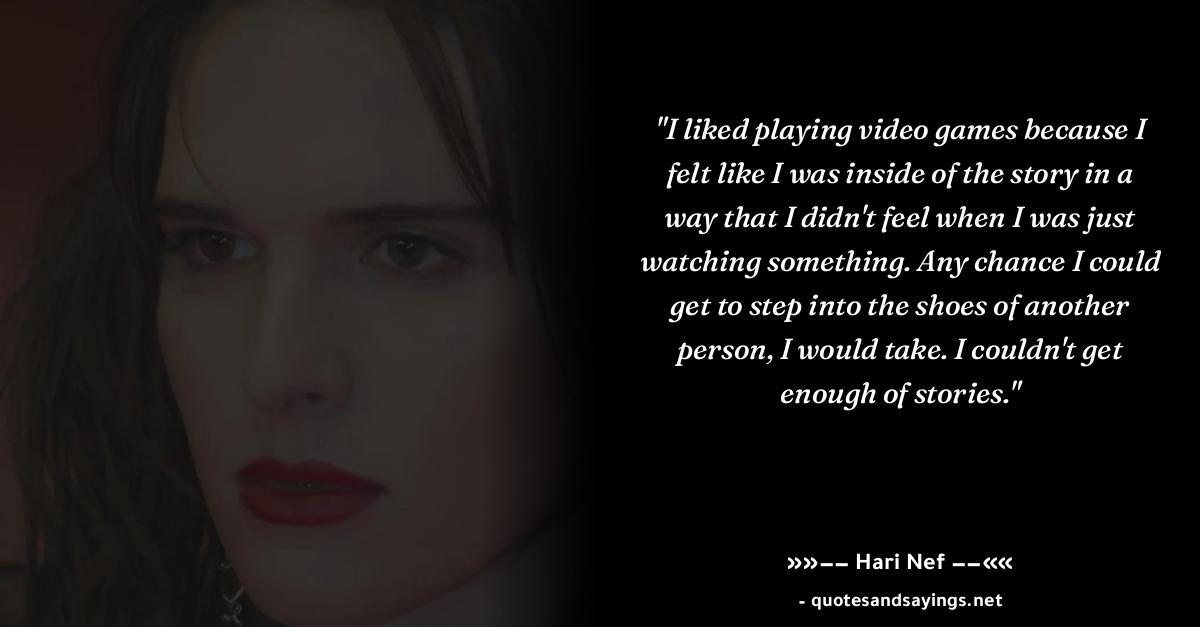 "I liked playing video games because I
felt like I was inside of the story in a
way that I didn't feel when I was just
watching something. Any chance I could
get to step into the shoes of another
person, I would take. I couldn't get
enough of stories."
»»−− Hari Nef −−««
- quotesandsayings.net